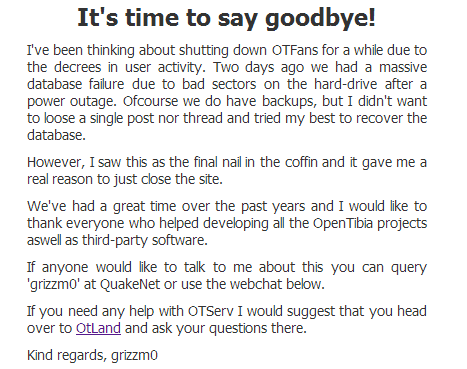 It's time to say goodbye!
I've been thinking about shutting down OTFans for a while due to
the decrees in user activity. Two days ago we had a massive
database failure due to bad sectors on the hard-drive after a
power outage. Ofcourse we do have backups, but I didn't want
to loose a single post nor thread and tried my best to recover the
database.
However, I saw this as the final nail in the coffin and it gave me a
real reason to just close the site.
We've had a great time over the past years and I would like to
thank everyone who helped developing all the OpenTibia projects
aswell as third-party software.
If anyone would like to talk to me about this you can query
'grizzm0' at QuakeNet or use the webchat below.
If you need any help with OTServ I would suggest that you head
over to OtLand and ask your questions there.
Kind regards, grizzm0